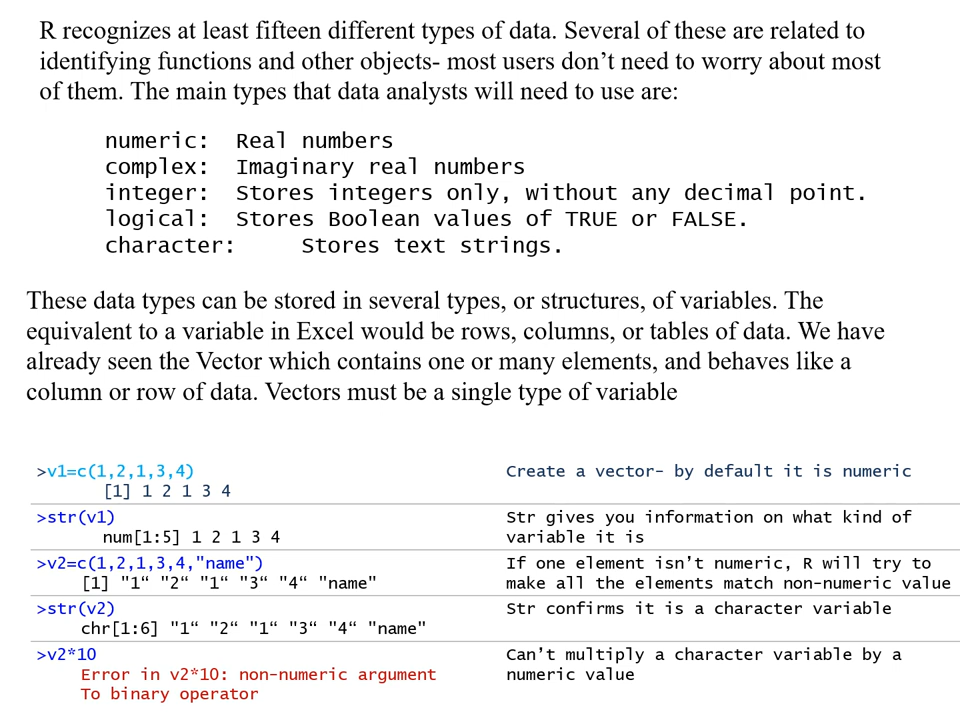 R recognizes at least fifteen different types of data. Several of these are related to
identifying functions and other objects- most users don’t need to worry about most
of them. The main types that data analysts will need to use are:
numeric: Real numbers
complex: Imaginary real numbers
integer: Stores integers only, without any decimal point.
logical: Stores Boolean values of TRUE or FALSE.
character: Stores text strings.
These data types can be stored in several types, or structures, of variables. The
equivalent to a variable in Excel would be rows, columns, or tables of data. We have
already seen the Vector which contains one or many elements, and behaves like a
column or row of data. Vectors must be a single type of variable
>v1=c(1,2,1,3,4) Create a vector- by default it is numeric
[1] 1 2 1 3 4
>str(v1) Str gives you information on what kind of
num[1:5] 1 2 1 3 4 variable it is
>v2=c(1,2,1,3,4,"name") If one element isn’t numeric, R will try to
[1] "1“ "2“ "1“ "3“ "4“ "name" make all the elements match non-numeric value
>str(v2) Str confirms it is a character variable
chr[1:6] "1“ "2“ "1“ "3“ "4“ "name"
>v2*10 Can’t multiply a character variable by a
Error in v2*10: non-numeric argument numeric value
To binary operator